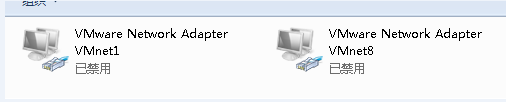 组织
VMware Network Adapter
VMnet1
已禁用
VMware Network Adapter
VMnet8
已禁用